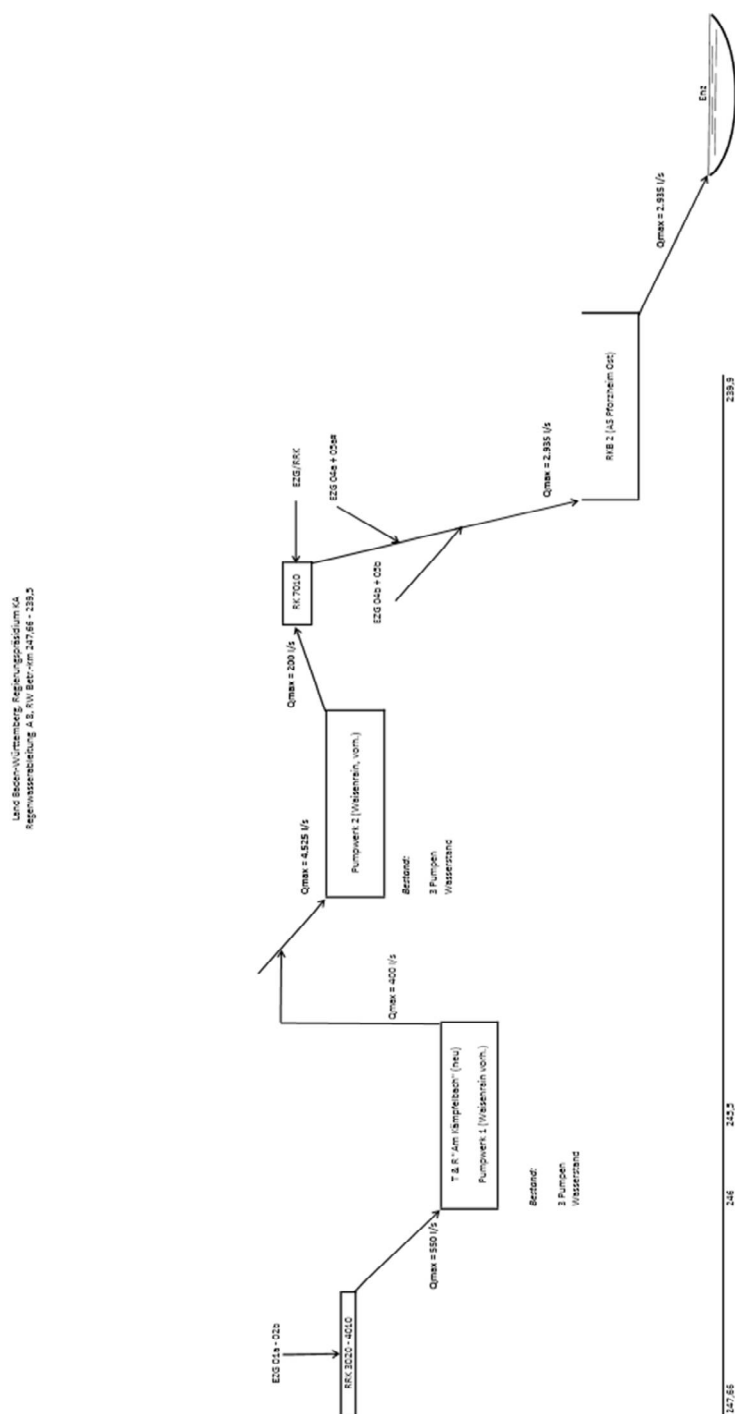 Land Baden-Württemberg, Regierungspräsidium KA
Regenwasserableitung A 8, RW Betr.-km 247,66 - 239,5
EZG 01a - 02b
RRK 3020 - 4010
Qmax = 550 l/s
T & R "Am Kämpfelbach" (neu)
Pumpwerk 1 (Waisenrain vorh.)
Bestand:
3 Pumpen
Wasserstand
Qmax = 400 l/s
Qmax = 4.525 l/s
Pumpwerk 2 (Waisenrain, vorh.)
Bestand:
3 Pumpen
Wasserstand
Qmax = 200 l/s
RK 7010
EZG/RRK
EZG 04a + 05a
EZG 04b + 05b
Qmax = 2.935 l/s
RKB 2 (AS Pforzheim Ost)
Qmax = 2.935 l/s
Enz
247,66
246
245,5
239,9